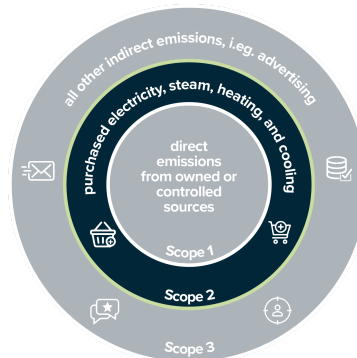 all other indirect emissions, i.eg. advertising
purchased electricity, steam, heating, and cooling
direct
emissions
from owned or
controlled
sources
Scope 1
Scope 2
Scope 3